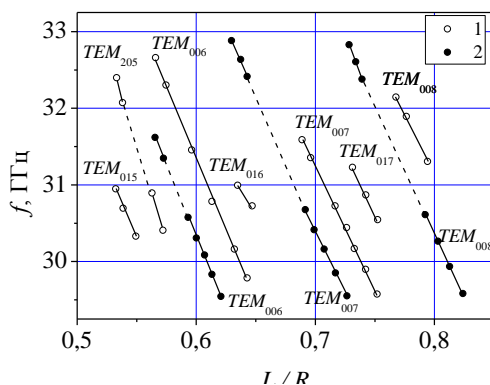 33
32
31
30
f, ГГц
1
2
TEM₂₀₅
TEM₀₀₆
TEM₀₀₈
TEM₀₀₇
TEM₀₁₅
TEM₀₁₆
TEM₀₁₇
TEM₀₀₆
TEM₀₀₇
TEM₀₀₈
0,5 0,6 0,7 0,8
L / R